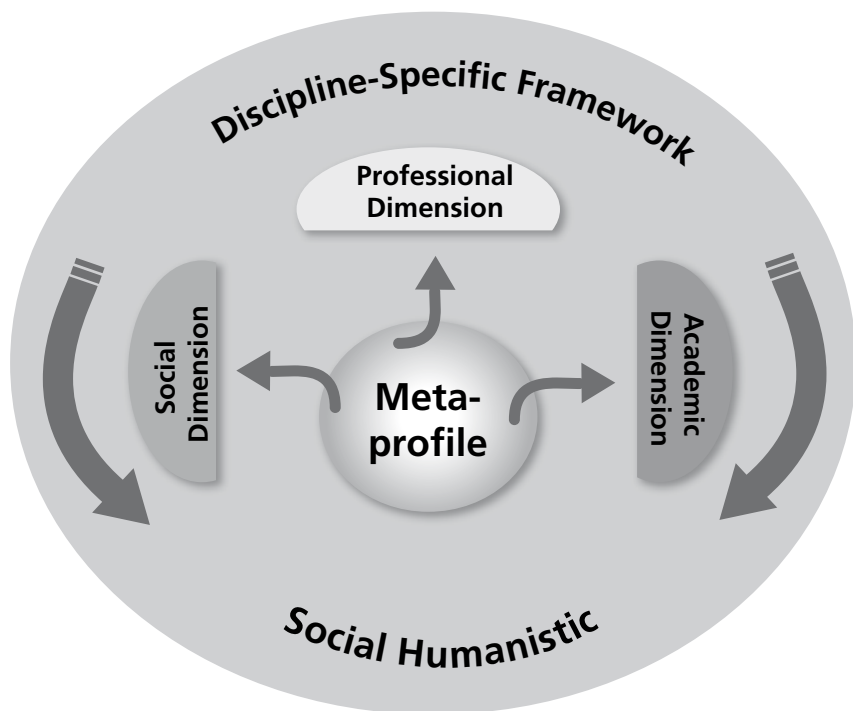 Discipline-Specific Framework
Professional
Dimension
Social
Dimension
Meta-
profile
Academic
Dimension
Social Humanistic